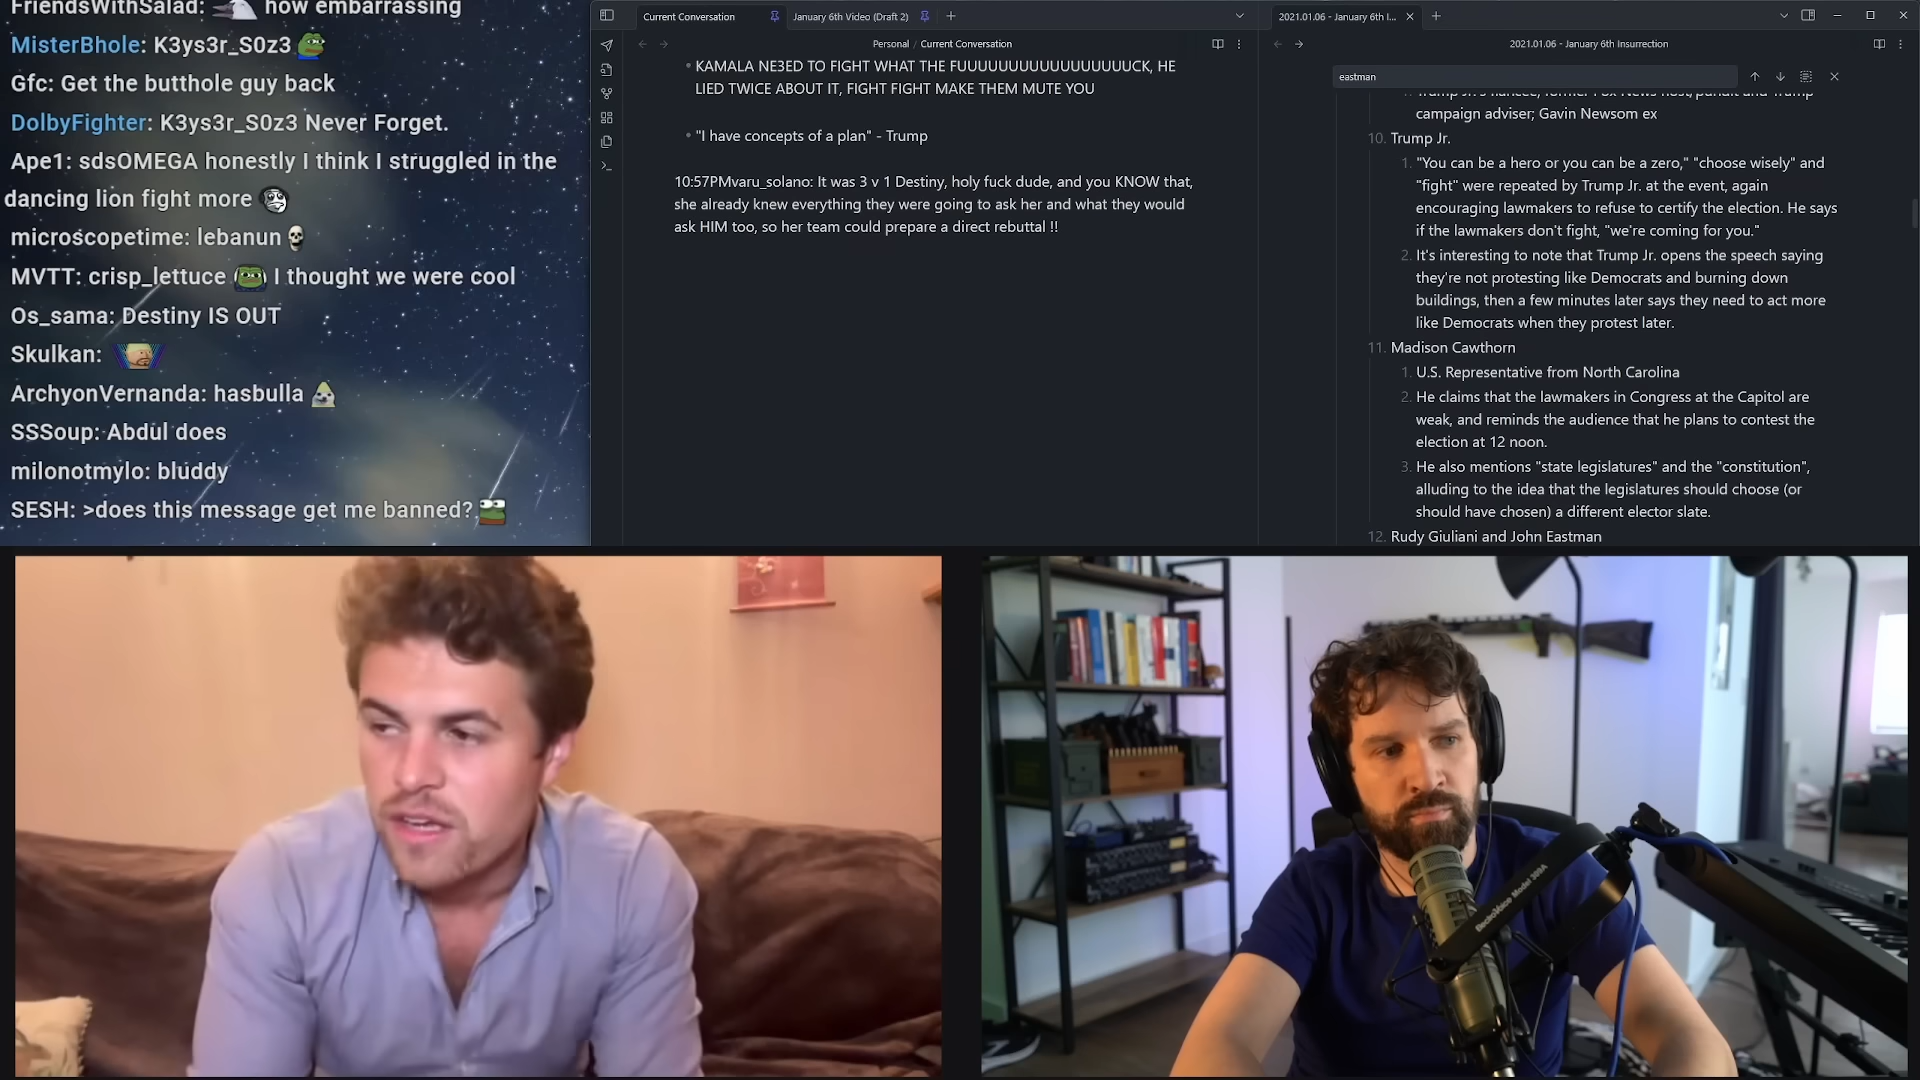 FriendsWithSalad: how embarrassing
MisterBhole: K3ys3r_S0z3
Gfc: Get the butthole guy back
DolbyFighter: K3ys3r_S0z3 Never Forget.
Ape1: sdsOMEGA honestly I think I struggled in the
dancing lion fight more
microscopetime: lebanun
MVTT: crisp_lettuce I thought we were cool
Os_sama: Destiny IS OUT
Skulkan:
ArchyonVernanda: hasbulla
SSSoup: Abdul does
milonotmylo: bluddy
SESH: >does this message get me banned?
Current Conversation
January 6th Video (Draft 2)
Personal / Current Conversation
• KAMALA NE3ED TO FIGHT WHAT THE FUUUUUUUUUUUUUUUUUCK, HE
LIED TWICE ABOUT IT, FIGHT FIGHT MAKE THEM MUTE YOU
• "I have concepts of a plan" - Trump
10:57PMvaru_solano: It was 3 v 1 Destiny, holy fuck dude, and you KNOW that,
she already knew everything they were going to ask her and what they would
ask HIM too, so her team could prepare a direct rebuttal !!
2021.01.06 - January 6th I...
2021.01.06 - January 6th Insurrection
eastman
1. Trump Jr.'s fiancée, former Fox News host, pundit and Trump
campaign adviser; Gavin Newsom ex
10. Trump Jr.
1. "You can be a hero or you can be a zero," "choose wisely" and
"fight" were repeated by Trump Jr. at the event, again
encouraging lawmakers to refuse to certify the election. He says
if the lawmakers don't fight, "we're coming for you."
2. It's interesting to note that Trump Jr. opens the speech saying
they're not protesting like Democrats and burning down
buildings, then a few minutes later says they need to act more
like Democrats when they protest later.
11. Madison Cawthorn
1. U.S. Representative from North Carolina
2. He claims that the lawmakers in Congress at the Capitol are
weak, and reminds the audience that he plans to contest the
election at 12 noon.
3. He also mentions "state legislatures" and the "constitution",
alluding to the idea that the legislatures should choose (or
should have chosen) a different elector slate.
12. Rudy Giuliani and John Eastman
ElectroVoice Model 309A